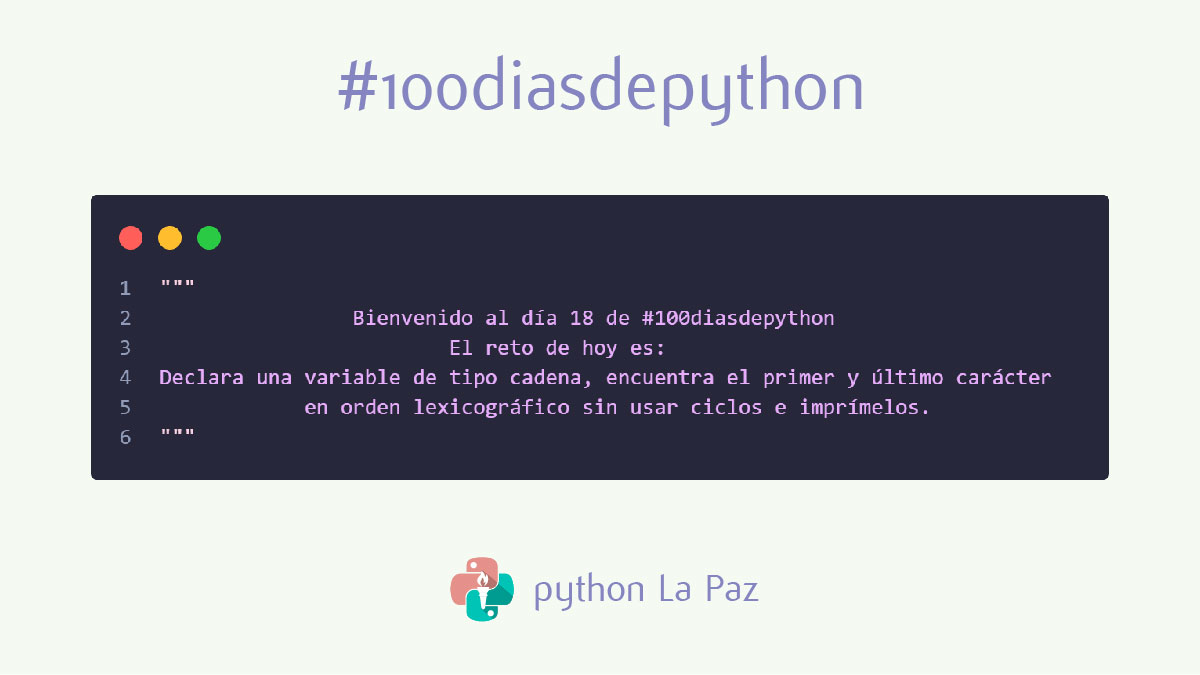 #100diasdepython
1 """
2 Bienvenido al día 18 de #100diasdepython
3 El reto de hoy es:
4 Declara una variable de tipo cadena, encuentra el primer y último carácter
5 en orden lexicográfico sin usar ciclos e imprímelos.
6 """
python La Paz